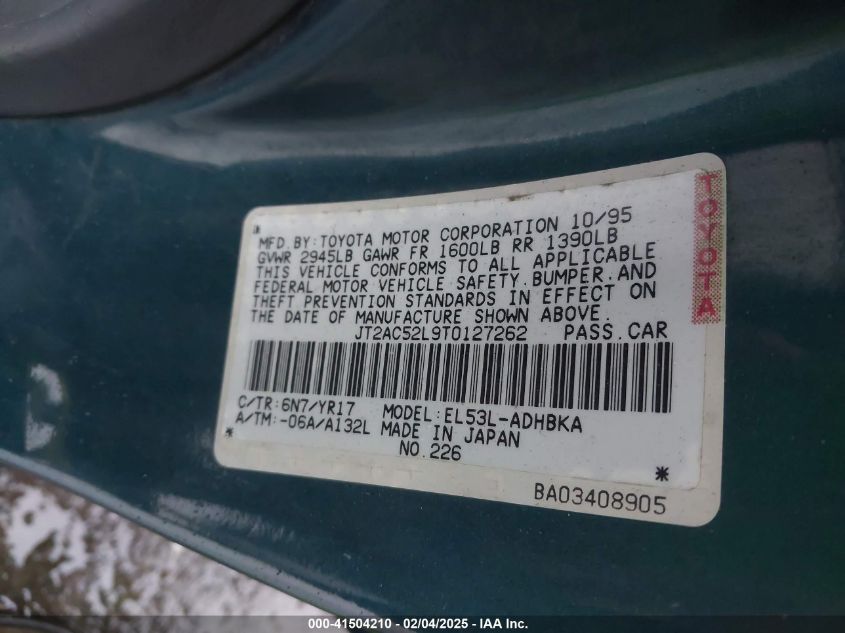 MFD. BY: TOYOTA MOTOR CORPORATION 10/95
GVWR 2945LB GAWR FR 1600LB RR 1390LB
THIS VEHICLE CONFORMS TO ALL APPLICABLE
FEDERAL MOTOR VEHICLE SAFETY. BUMPER. AND
THEFT PREVENTION STANDARDS IN EFFECT ON
THE DATE OF MANUFACTURE SHOWN ABOVE.
JT2AC52L9T0127262 PASS. CAR
C/TR: 6N7/YR17 MODEL: EL53L-ADHBKA
A/TM: -06A/A132L MADE IN JAPAN
NO. 226
BA03408905
TOYOTA
000-41504210 - 02/04/2025 - IAA Inc.